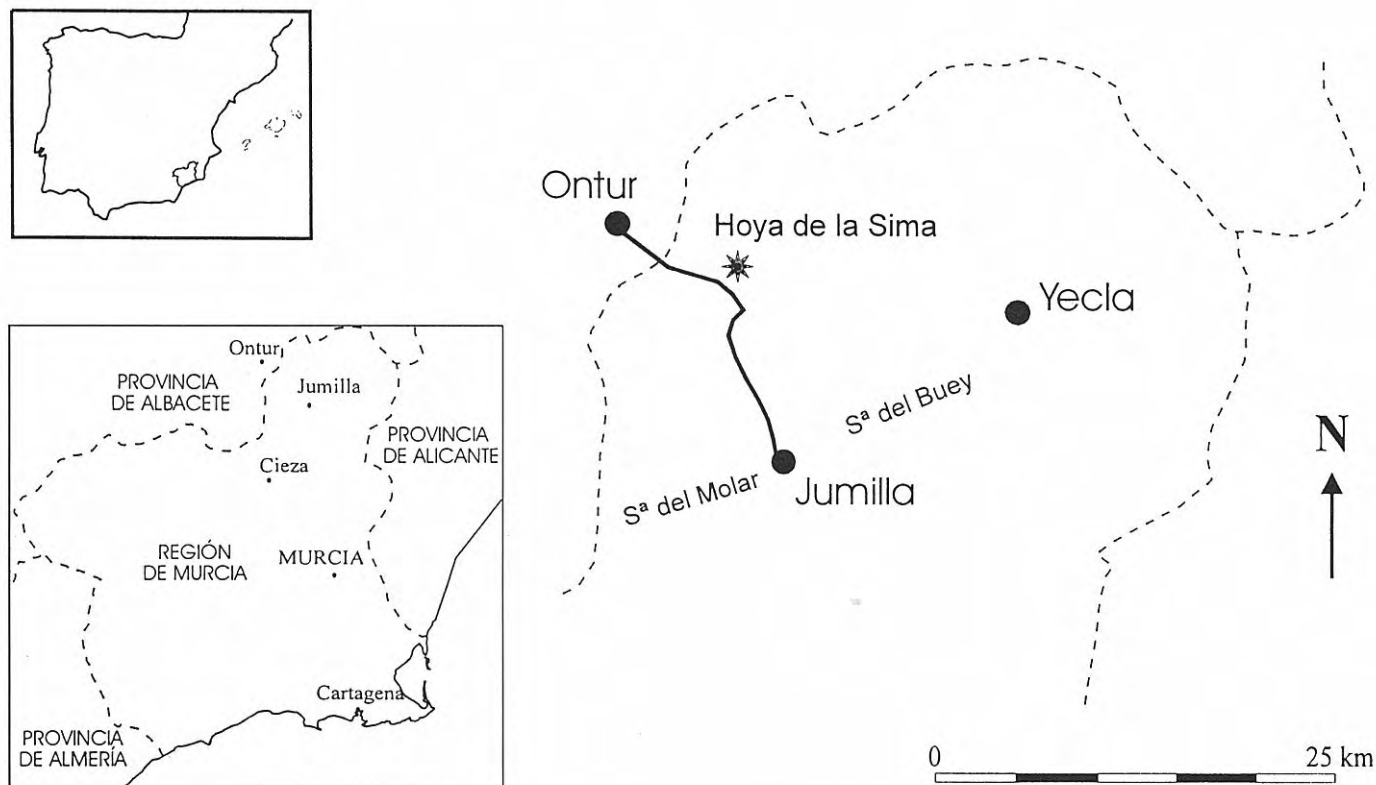 ?
Ontur
Hoya de la Sima
Yecla
Sª del Buey
Sª del Molar
Jumilla
N
0 25 km
Ontur
Jumilla
PROVINCIA
DE ALBACETE
PROVINCIA
DE ALICANTE
Cieza
REGIÓN
DE MURCIA
MURCIA
Cartagena
PROVINCIA
DE ALMERÍA